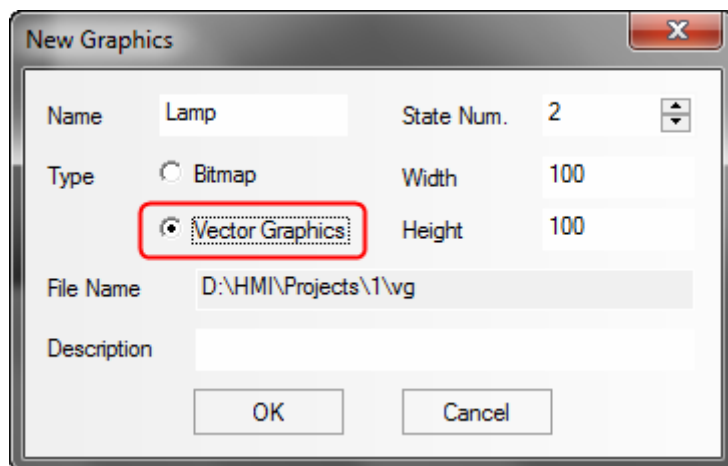 New Graphics
Name Lamp State Num. 2
Type Bitmap Width 100
Vector Graphics Height 100
File Name D:\HMI\Projects\1\vg
Description
OK Cancel